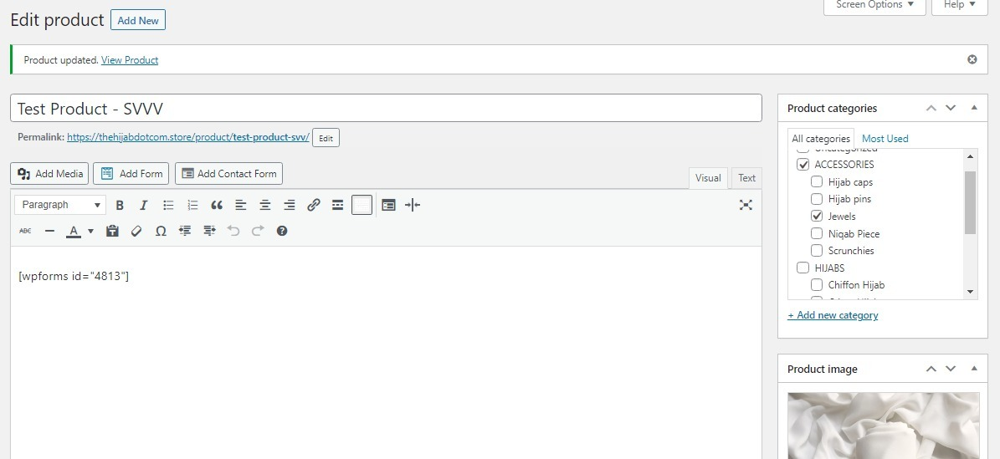 Edit product Add New
Screen Options ▼ Help ▼
Product updated. View Product
Test Product - SVVV
Permalink: https://thehijabdotcom.store/product/test-product-svv/ Edit
Add Media Add Form Add Contact Form
Visual Text
Paragraph
B I
ABC A
[wpforms id="4813"]
Product categories
All categories Most Used
Uncategorized
ACCESSORIES
Hijab caps
Hijab pins
Jewels
Niqab Piece
Scrunchies
HIJABS
Chiffon Hijab
+ Add new category
Product image